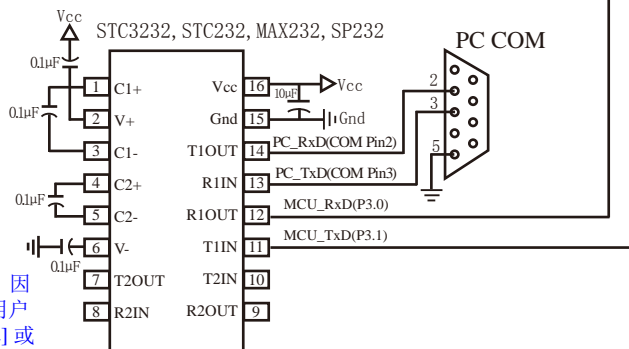 Vcc
STC3232, STC232, MAX232, SP232
PC COM
0.1μF
0.1μF
1 C1+ Vcc 16 Vcc
10μF
2 V+ Gnd 15 Gnd
3 C1- T1OUT 14 PC_RxD(COM Pin2)
4 C2+ R1IN 13 PC_TxD(COM Pin3)
0.1μF
5 C2- R1OUT 12 MCU_RxD(P3.0)
6 V- T1IN 11 MCU_TxD(P3.1)
0.1μF
7 T2OUT T2IN 10
8 R2IN R2OUT 9
2
3
5
因
用户
] 或